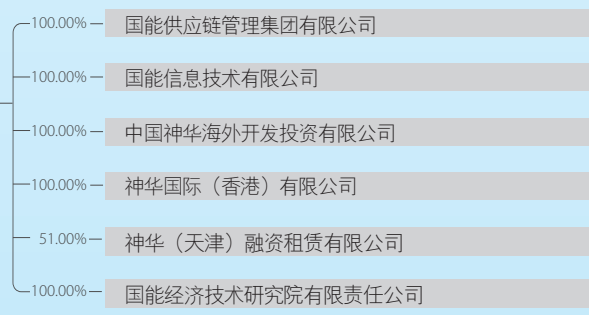 100.00% 国能供应链管理集团有限公司
100.00% 国能信息技术有限公司
100.00% 中国神华海外开发投资有限公司
100.00% 神华国际（香港）有限公司
51.00% 神华（天津）融资租赁有限公司
100.00% 国能经济技术研究院有限责任公司